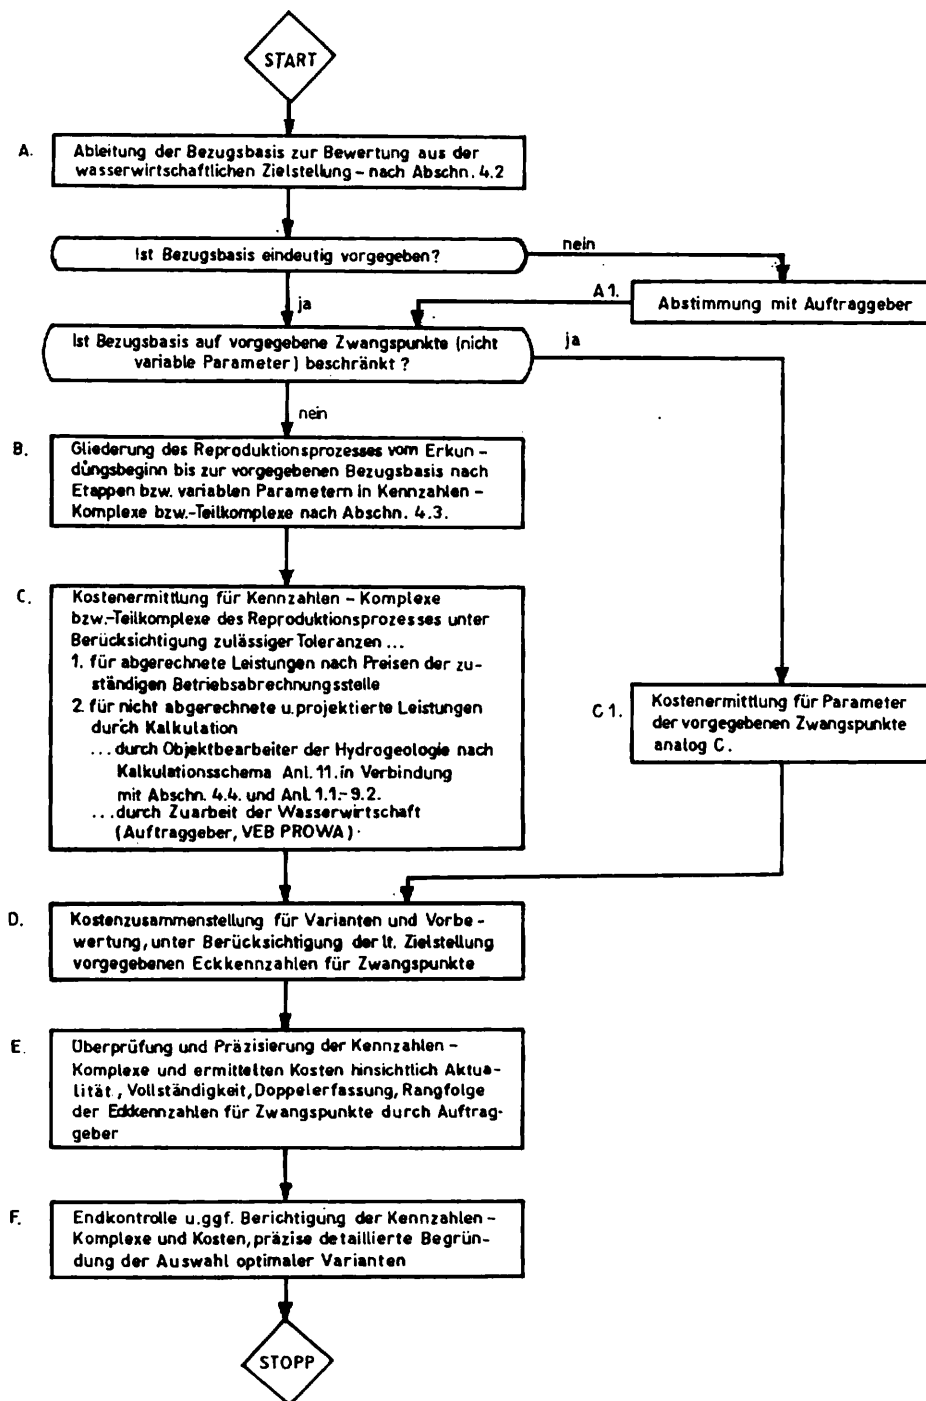 START
A.
Ableitung der Bezugsbasis zur Bewertung aus der
wasserwirtschaftlichen Zielstellung – nach Abschn. 4.2
Ist Bezugsbasis eindeutig vorgegeben?
nein
ja
A1.
Abstimmung mit Auftraggeber
Ist Bezugsbasis auf vorgegebene Zwangspunkte (nicht
variable Parameter) beschränkt ?
ja
nein
B.
Gliederung des Reproduktionsprozesses vom Erkun –
dungsbeginn bis zur vorgegebenen Bezugsbasis nach
Etappen bzw. variablen Parametern in Kennzahlen –
Komplexe bzw.-Teilkomplexe nach Abschn. 4.3.
C.
Kostenermittlung für Kennzahlen – Komplexe
bzw.-Teilkomplexe des Reproduktionsprozesses unter
Berücksichtigung zulässiger Toleranzen ...
1. für abgerechnete Leistungen nach Preisen der zu-
ständigen Betriebsabrechnungsstelle
2. für nicht abgerechnete u. projektierte Leistungen
durch Kalkulation
... durch Objektbearbeiter der Hydrogeologie nach
Kalkulationsschema Anl. 11. in Verbindung
mit Abschn. 4.4. und Anl. 1.1.– 9.2.
... durch Zuarbeit der Wasserwirtschaft
(Auftraggeber, VEB PROWA)
C1.
Kostenermittlung für Parameter
der vorgegebenen Zwangspunkte
analog C.
D.
Kostenzusammenstellung für Varianten und Vorbe –
wertung, unter Berücksichtigung der lt. Zielstellung
vorgegebenen Eckkennzahlen für Zwangspunkte
E.
Überprüfung und Präzisierung der Kennzahlen –
Komplexe und ermittelten Kosten hinsichtlich Aktua-
lität, Vollständigkeit, Doppelerfassung, Rangfolge
der Eckkennzahlen für Zwangspunkte durch Auftrag-
geber
F.
Endkontrolle u. ggf. Berichtigung der Kennzahlen –
Komplexe und Kosten, präzise detaillierte Begrün-
dung der Auswahl optimaler Varianten
STOPP